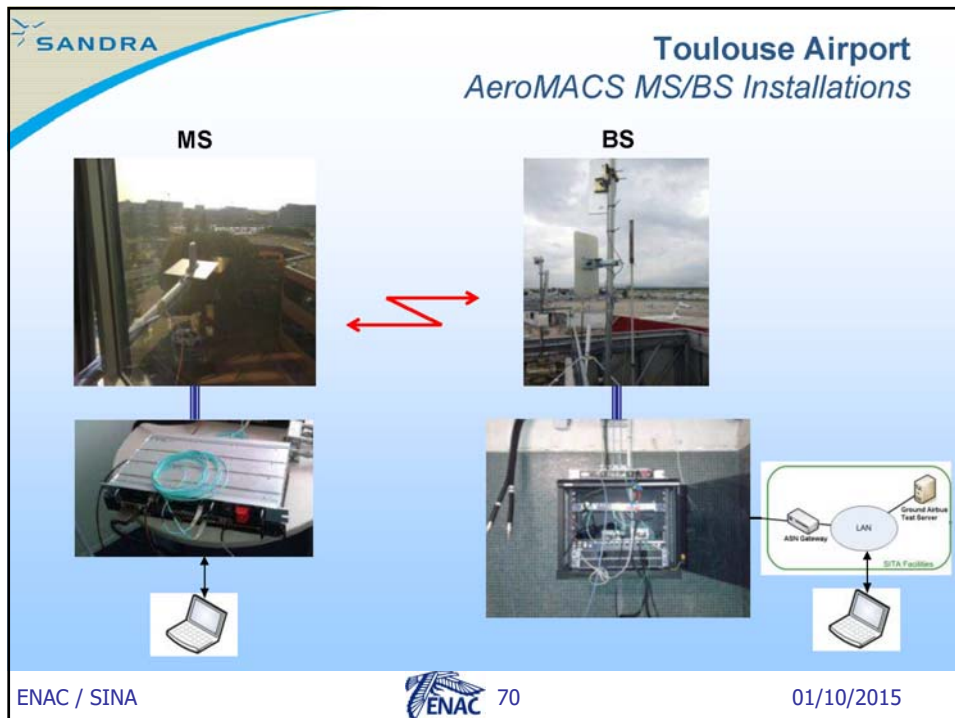 SANDRA
Toulouse Airport
AeroMACS MS/BS Installations
MS
BS
Ground Airbus
Test Server
LAN
ASN Gateway
SITA Facilities
ENAC / SINA
ENAC
70
01/10/2015